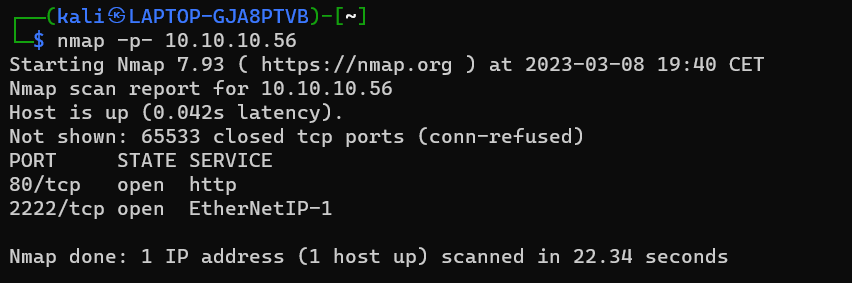 ┌──(kali㉿LAPTOP-GJA8PTVB)-[~]
└─$ nmap -p- 10.10.10.56
Starting Nmap 7.93 ( https://nmap.org ) at 2023-03-08 19:40 CET
Nmap scan report for 10.10.10.56
Host is up (0.042s latency).
Not shown: 65533 closed tcp ports (conn-refused)
PORT     STATE SERVICE
80/tcp   open  http
2222/tcp open  EtherNetIP-1
Nmap done: 1 IP address (1 host up) scanned in 22.34 seconds